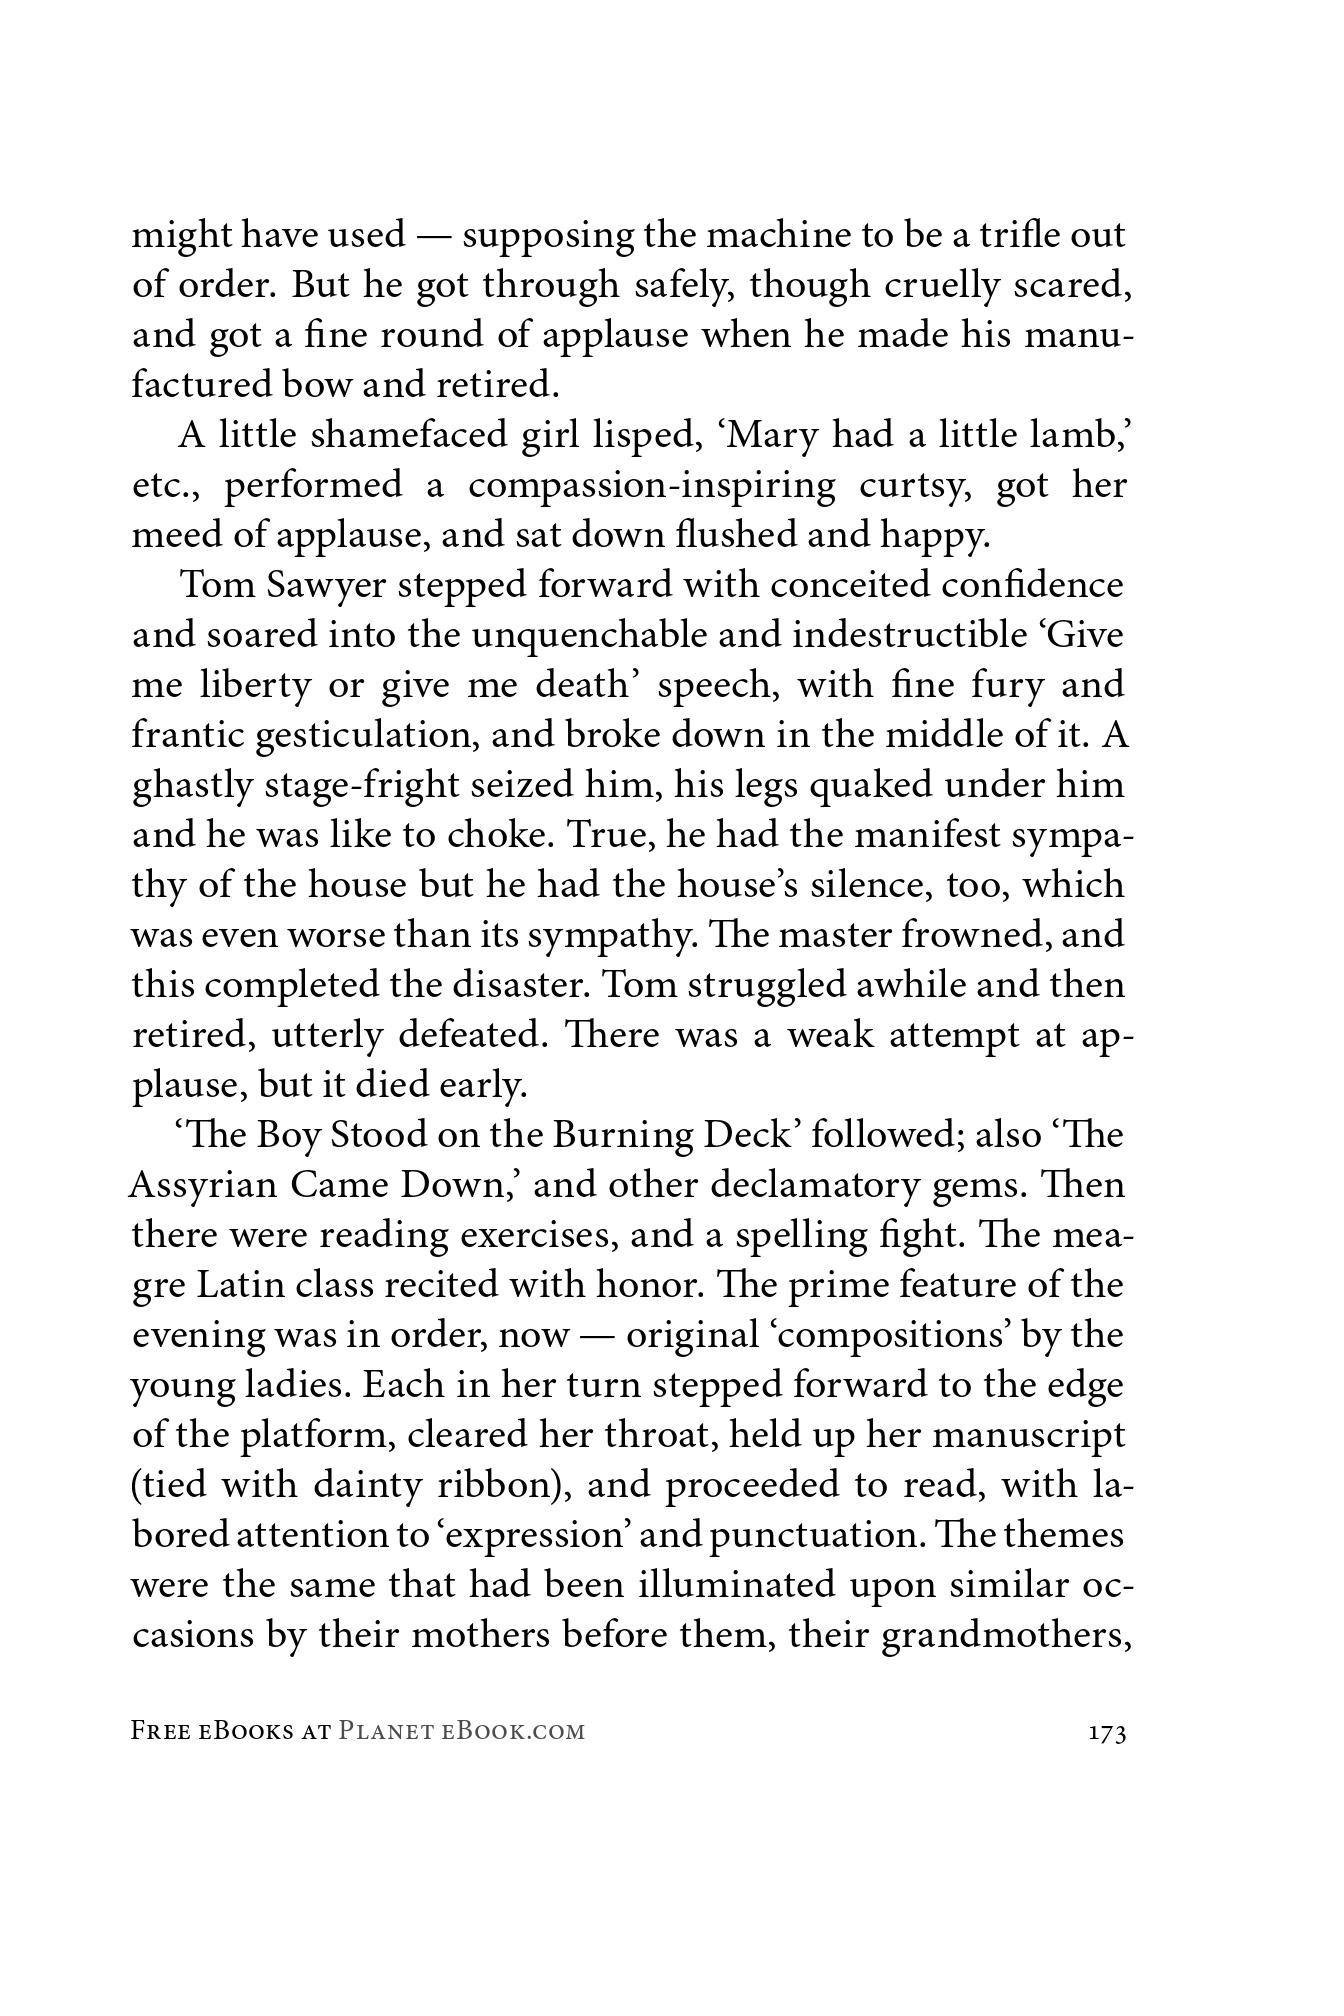 might have used — supposing the machine to be a trifle out
of order. But he got through safely, though cruelly scared,
and got a fine round of applause when he made his manu-
factured bow and retired.
A little shamefaced girl lisped, ‘Mary had a little lamb,’
etc., performed a compassion-inspiring curtsy, got her
meed of applause, and sat down flushed and happy.
Tom Sawyer stepped forward with conceited confidence
and soared into the unquenchable and indestructible ‘Give
me liberty or give me death’ speech, with fine fury and
frantic gesticulation, and broke down in the middle of it. A
ghastly stage-fright seized him, his legs quaked under him
and he was like to choke. True, he had the manifest sympa-
thy of the house but he had the house’s silence, too, which
was even worse than its sympathy. The master frowned, and
this completed the disaster. Tom struggled awhile and then
retired, utterly defeated. There was a weak attempt at ap-
plause, but it died early.
‘The Boy Stood on the Burning Deck’ followed; also ‘The
Assyrian Came Down,’ and other declamatory gems. Then
there were reading exercises, and a spelling fight. The mea-
gre Latin class recited with honor. The prime feature of the
evening was in order, now — original ‘compositions’ by the
young ladies. Each in her turn stepped forward to the edge
of the platform, cleared her throat, held up her manuscript
(tied with dainty ribbon), and proceeded to read, with la-
bored attention to ‘expression’ and punctuation. The themes
were the same that had been illuminated upon similar oc-
casions by their mothers before them, their grandmothers,
Free eBooks at Planet eBook.com 173